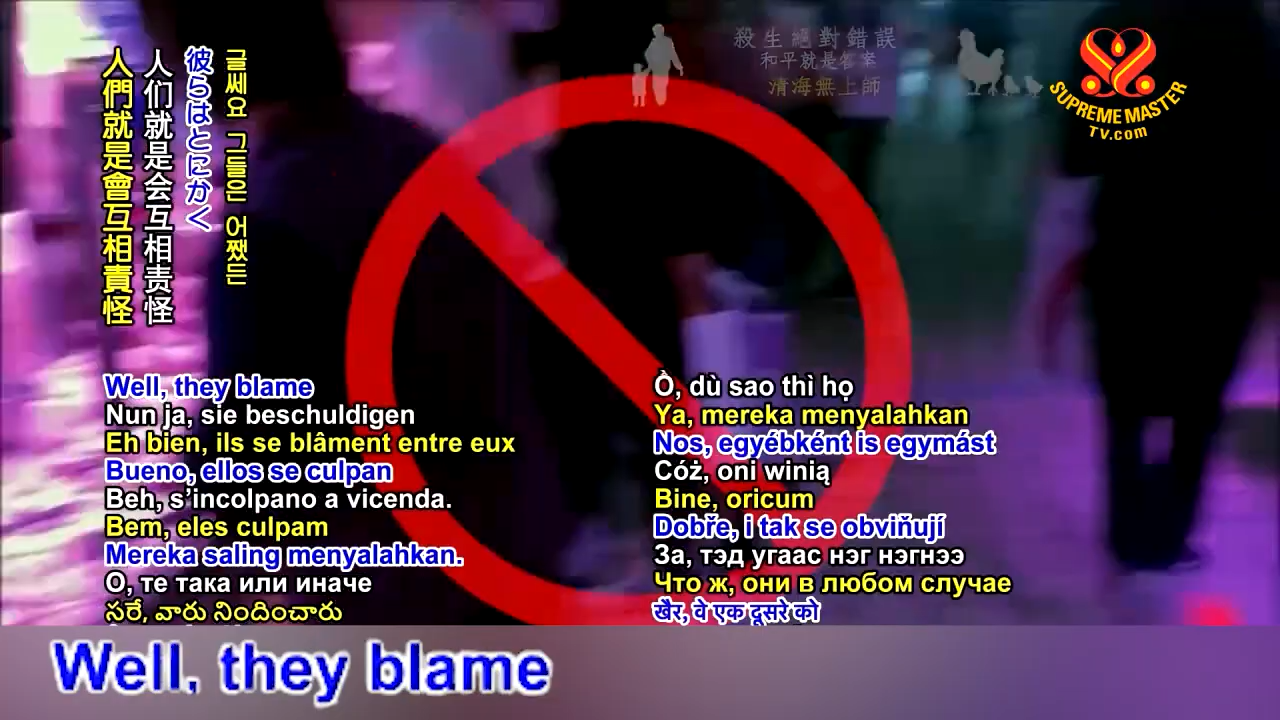 殺生絕對錯誤
和平就是答案
清海無上師
SUPREME MASTER
TV.com
글쎄요 그들은 어쨌든
彼らはとにかく
人们就是会互相责怪
人們就是會互相責怪
Well, they blame
Nun ja, sie beschuldigen
Eh bien, ils se blâment entre eux
Bueno, ellos se culpan
Beh, s’incolpano a vicenda.
Bem, eles culpam
Mereka saling menyalahkan.
О, те така или иначе
సరే, వారు నిందించారు
Ồ, dù sao thì họ
Ya, mereka menyalahkan
Nos, egyébként is egymást
Cóż, oni winią
Bine, oricum
Dobře, i tak se obviňují
За, тэд угаас нэг нэгнээ
Что ж, они в любом случае
खैर, वे एक दूसरे को
Well, they blame